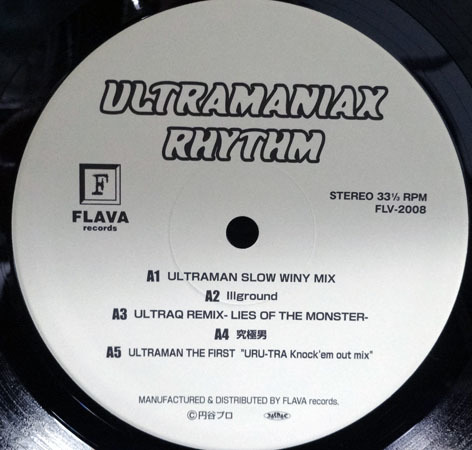 ULTRAMANIAX
RHYTHM
F
FLAVA
records
STEREO 33⅓ RPM
FLV-2008
A1 ULTRAMAN SLOW WINY MIX
A2 Illground
A3 ULTRAQ REMIX- LIES OF THE MONSTER-
A4 究極男
A5 ULTRAMAN THE FIRST "URU-TRA Knock'em out mix"
MANUFACTURED & DISTRIBUTED BY FLAVA records.
©円谷プロ